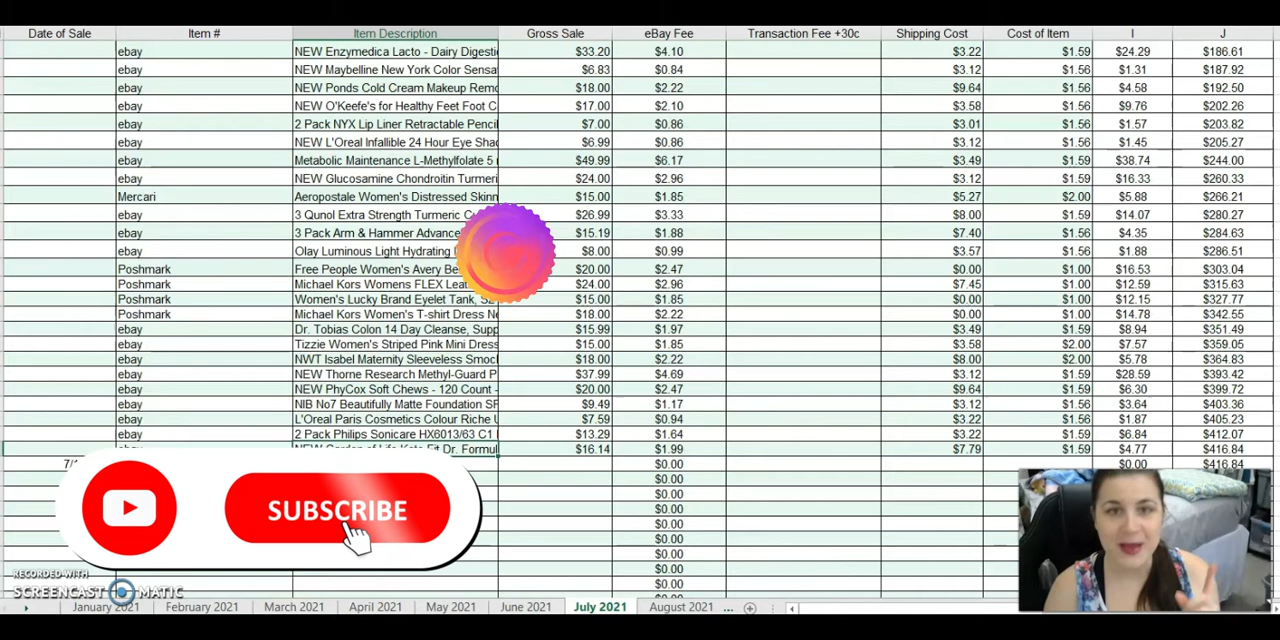 Date of Sale Item # Item Description Gross Sale eBay Fee Transaction Fee +30c Shipping Cost Cost of Item I J
ebay NEW Enzymedica Lacto - Dairy Digesti $33.20 $4.10 $3.22 $1.59 $24.29 $186.61
ebay NEW Maybelline New York Color Sensa $6.83 $0.84 $3.12 $1.56 $1.31 $187.92
ebay NEW Ponds Cold Cream Makeup Remo $18.00 $2.22 $9.64 $1.56 $4.58 $192.50
ebay NEW O'Keefe's for Healthy Feet Foot C $17.00 $2.10 $3.58 $1.56 $9.76 $202.26
ebay 2 Pack NYX Lip Liner Retractable Pencil $7.00 $0.86 $3.01 $1.56 $1.57 $203.82
ebay NEW L'Oreal Infallible 24 Hour Eye Shad $6.99 $0.86 $3.12 $1.56 $1.45 $205.27
ebay Metabolic Maintenance L-Methylfolate 5 $49.99 $6.17 $3.49 $1.59 $38.74 $244.00
ebay NEW Glucosamine Chondroitin Turmeri $24.00 $2.96 $3.12 $1.59 $16.33 $260.33
Mercari Aeropostale Women's Distressed Skinn $15.00 $1.85 $5.27 $2.00 $5.88 $266.21
ebay 3 Qunol Extra Strength Turmeric $26.99 $3.33 $8.00 $1.59 $14.07 $280.27
ebay 3 Pack Arm & Hammer Advance $15.19 $1.88 $7.40 $1.56 $4.35 $284.63
ebay Olay Luminous Light Hydrating $8.00 $0.99 $3.57 $1.56 $1.88 $286.51
Poshmark Free People Women's Avery Be $20.00 $2.47 $0.00 $1.00 $16.53 $303.04
Poshmark Michael Kors Womens FLEX Lea $24.00 $2.96 $7.45 $1.00 $12.59 $315.63
Poshmark Women's Lucky Brand Eyelet Tank, $15.00 $1.85 $0.00 $1.00 $12.15 $327.77
Poshmark Michael Kors Women's T-shirt Dress Ne $18.00 $2.22 $0.00 $1.00 $14.78 $342.55
ebay Dr. Tobias Colon 14 Day Cleanse, Supp $15.99 $1.97 $3.49 $1.59 $8.94 $351.49
ebay Tizzie Women's Striped Pink Mini Dress $15.00 $1.85 $3.58 $2.00 $7.57 $359.05
ebay NWT Isabel Maternity Sleeveless Smoc $18.00 $2.22 $8.00 $2.00 $5.78 $364.83
ebay NEW Thorne Research Methyl-Guard P $37.99 $4.69 $3.12 $1.59 $28.59 $393.42
ebay NEW PhyCox Soft Chews - 120 Count - $20.00 $2.47 $9.64 $1.59 $6.30 $399.72
ebay NIB No7 Beautifully Matte Foundation SF $9.49 $1.17 $3.12 $1.56 $3.64 $403.36
ebay L'Oreal Paris Cosmetics Colour Riche $7.59 $0.94 $3.22 $1.56 $1.87 $405.23
ebay 2 Pack Philips Sonicare HX6013/63 C1 $13.29 $1.64 $3.22 $1.56 $6.84 $412.07
ebay NEW Garden of Life Keto Fit Dr. Formul $16.14 $1.99 $7.79 $1.59 $4.77 $416.84
7/1 $0.00 $0.00 $416.84
$0.00
$0.00
SUBSCRIBE $0.00
$0.00
$0.00
$0.00
$0.00
$0.00
RECORDED WITH
SCREENCAST MATIC
January 2021 February 2021 March 2021 April 2021 May 2021 June 2021 July 2021 August 2021 ...